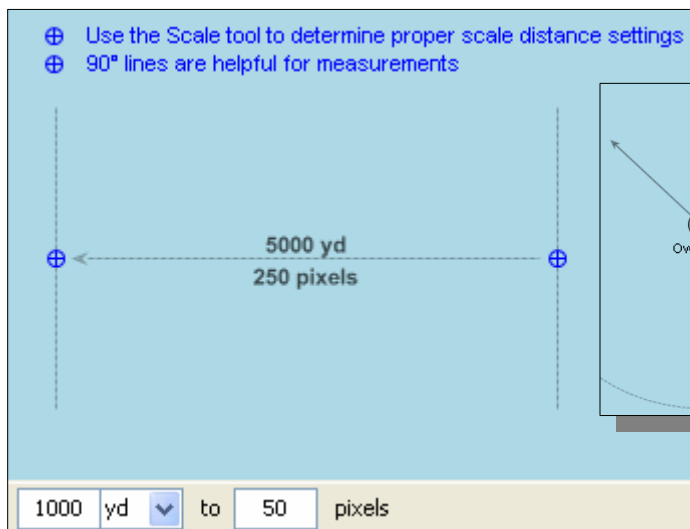 Use the Scale tool to determine proper scale distance settings
90° lines are helpful for measurements
5000 yd
250 pixels
1000 yd to 50 pixels